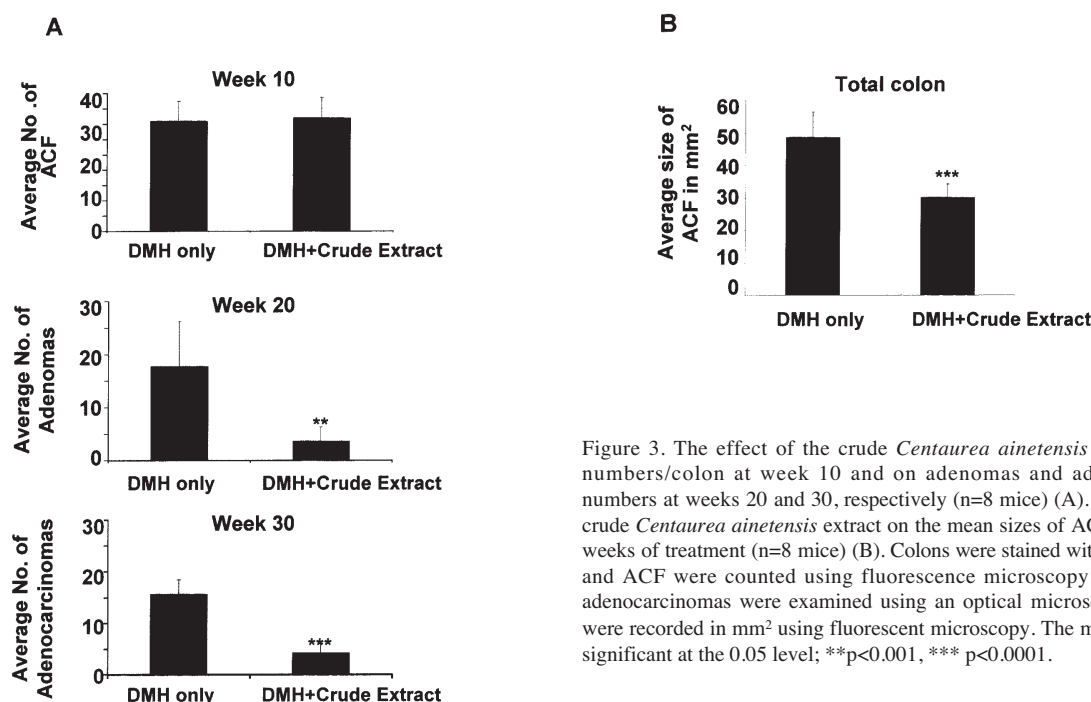 A
Week 10
Average No .of
ACF
40
30
20
10
0
DMH only
DMH+Crude Extract
Week 20
Average No. of
Adenomas
30
20
10
0
**
DMH only
DMH+Crude Extract
Week 30
Average No. of
Adenocarcinomas
30
20
10
0
***
DMH only
DMH+Crude Extract
B
Total colon
Average size of
ACF in mm²
60
50
40
30
20
10
0
***
DMH only
DMH+Crude Extract
Figure 3. The effect of the crude Centaurea ainetensis
numbers/colon at week 10 and on adenomas and ad
numbers at weeks 20 and 30, respectively (n=8 mice) (A).
crude Centaurea ainetensis extract on the mean sizes of AC
weeks of treatment (n=8 mice) (B). Colons were stained wit
and ACF were counted using fluorescence microscopy
adenocarcinomas were examined using an optical micros
were recorded in mm² using fluorescent microscopy. The m
significant at the 0.05 level; **p<0.001, *** p<0.0001.